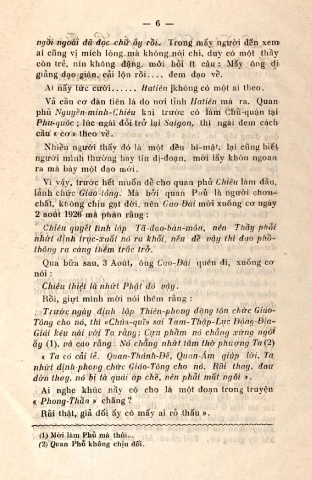 — 6 —
ngồi ngoài đã đọc chữ ấy rồi. Trong mấy người đến xem
ai cũng vị mích lòng mà không nói chi, duy có một thầy
còn trẻ, nín không đặng, mới hỏi ít câu: Mấy ông đi
giảng đạo giàn, cãi lộn rồi.... đem đạo về.
Ai nấy tức cười...... Hatiên không có một ai theo.
Vả câu cơ đàn tiên là do nơi tỉnh Hatiên mà ra. Quan
phủ Nguyễn-minh-Chiêu khi trước có làm Chủ-quận tại
Phu-quốc; lúc ngài đổi trở lại Saigon, thì ngài đem cách
cầu « cơ » theo về.
Nhiều người thấy đó là một đều bí-mật, lại cũng biết
người mình thường hay tin dị-đoan, mới lấy khôn ngoan
ra mà bày một đạo mới.
Vì vậy, trước hết muốn để cho quan phủ Chiêu làm đầu,
lãnh chức Giáo-tông. Mà bởi quan Phủ là người chơn-
chất, không chịu gạt đời, nên Cao-Đài mới xuống cơ ngày
2 août 1926 mà phân rằng:
Chiêu quyết tình lập Tả-đạo-bàn-môn, nên Thầy phải
nhứt định trục-xuất nó ra khỏi, nếu để vậy thì đạo phổ-
thông ra càng thêm trắc trở.
Qua bữa sau, 3 Août, ông Cao-Đài quên đi, xuống cơ
nói:
Chiêu thiệt là nhứt Phật đó vậy.
Rồi, giựt mình mới nói thêm rằng:
Trước ngày định lập Thiên-phong đặng tôn chức Giáo-
Tông cho nó, thì «Chúa-quỉ» sai Tam-Thập-Lục Động-Địa-
Giái kêu nài với Ta rằng: Cựu phẩm nó chẳng xứng ngôi
ấy (1), và rằng cao. Nó chẳng nhứt tâm thờ phượng Ta (2)
« Ta có cải lẽ. Quan-Thánh-Đế, Quan-Âm giúp lời, Ta
nhứt định phong chức Giáo-Tông cho nó. Rất thay, đau
đớn thay, nó bị tà quái áp chế, nên phải mất ngôi ».
Ai nghe khúc này có cho là một đoạn trong truyện
« Phong-Thần » chăng?
Rủi thật, giả dối ấy có mấy ai rõ thấu ».
(1) Mới làm Phủ mà thôi...
(2) Quan Phủ không chịu dối.